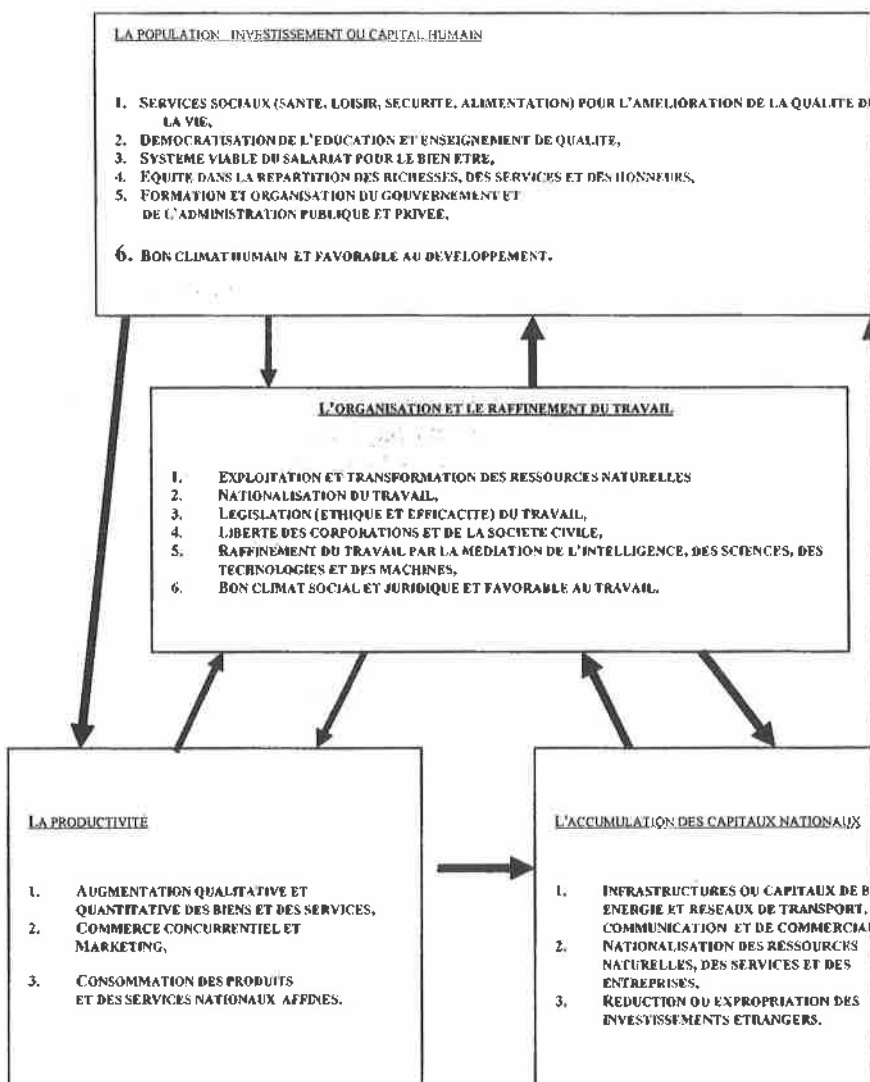 LA POPULATION INVESTISSEMENT OU CAPITAL HUMAIN
1. SERVICES SOCIAUX (SANTE, LOISIR, SECURITE, ALIMENTATION) POUR L'AMELIORATION DE LA QUALITE DE
LA VIE,
2. DEMOCRATISATION DE L'EDUCATION ET ENSEIGNEMENT DE QUALITE,
3. SYSTEME VIABLE DU SALARIAT POUR LE BIEN ETRE,
4. EQUITE DANS LA REPARTITION DES RICHESSES, DES SERVICES ET DES HONNEURS,
5. FORMATION ET ORGANISATION DU GOUVERNEMENT ET
DE L'ADMINISTRATION PUBLIQUE ET PRIVEE,
6. BON CLIMAT HUMAIN ET FAVORABLE AU DEVELOPPEMENT.
L'ORGANISATION ET LE RAFFINEMENT DU TRAVAIL
1. EXPLOITATION ET TRANSFORMATION DES RESSOURCES NATURELLES
2. NATIONALISATION DU TRAVAIL,
3. LEGISLATION (ETHIQUE ET EFFICACITE) DU TRAVAIL,
4. LIBERTE DES CORPORATIONS ET DE LA SOCIETE CIVILE,
5. RAFFINEMENT DU TRAVAIL PAR LA MEDIATION DE L'INTELLIGENCE, DES SCIENCES, DES
TECHNOLOGIES ET DES MACHINES,
6. BON CLIMAT SOCIAL ET JURIDIQUE ET FAVORABLE AU TRAVAIL.
LA PRODUCTIVITÉ
1. AUGMENTATION QUALITATIVE ET
QUANTITATIVE DES BIENS ET DES SERVICES,
2. COMMERCE CONCURRENTIEL ET
MARKETING,
3. CONSOMMATION DES PRODUITS
ET DES SERVICES NATIONAUX AFFINES.
L'ACCUMULATION DES CAPITAUX NATIONAUX
1. INFRASTRUCTURES OU CAPITAUX DE B
ENERGIE ET RESEAUX DE TRANSPORT,
COMMUNICATION ET DE COMMERCIA
2. NATIONALISATION DES RESSOURCES
NATURELLES, DES SERVICES ET DES
ENTREPRISES,
3. REDUCTION OU EXPROPRIATION DES
INVESTISSEMENTS ETRANGERS.